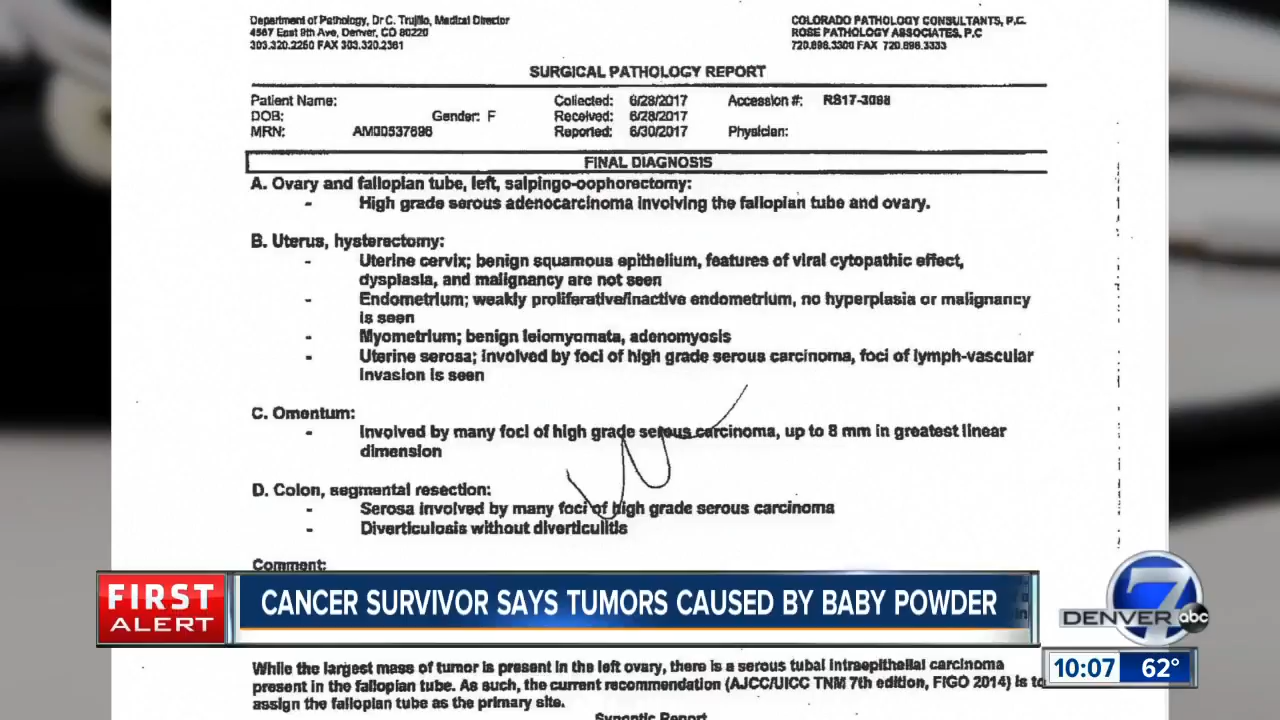 Department of Pathology, Dr C. Trujillo, Medical Director
4567 East 9th Ave, Denver, CO 80220
303.320.2260 FAX 303.320.2361
COLORADO PATHOLOGY CONSULTANTS, P.C.
ROSE PATHOLOGY ASSOCIATES, P.C
720.898.3300 FAX 720.898.3333
SURGICAL PATHOLOGY REPORT
Patient Name: Collected: 6/28/2017 Accession #: RS17-3098
DOB: Gender: F Received: 6/28/2017
MRN: AM00537696 Reported: 6/30/2017 Physician:
FINAL DIAGNOSIS
A. Ovary and fallopian tube, left, salpingo-oophorectomy:
- High grade serous adenocarcinoma involving the fallopian tube and ovary.
B. Uterus, hysterectomy:
- Uterine cervix; benign squamous epithelium, features of viral cytopathic effect,
dysplasia, and malignancy are not seen
- Endometrium; weakly proliferative/inactive endometrium, no hyperplasia or malignancy
is seen
- Myometrium; benign leiomyomata, adenomyosis
- Uterine serosa; involved by foci of high grade serous carcinoma, foci of lymph-vascular
invasion is seen
C. Omentum:
- Involved by many foci of high grade serous carcinoma, up to 8 mm in greatest linear
dimension
D. Colon, segmental resection:
- Serosa involved by many foci of high grade serous carcinoma
- Diverticulosis without diverticulitis
Comment:
FIRST
ALERT
CANCER SURVIVOR SAYS TUMORS CAUSED BY BABY POWDER
7
DENVER abc
10:07 62°
While the largest mass of tumor is present in the left ovary, there is a serous tubal intraepithelial carcinoma
present in the fallopian tube. As such, the current recommendation (AJCC/UICC TNM 7th edition, FIGO 2014) is to
assign the fallopian tube as the primary site.
Synoptic Report